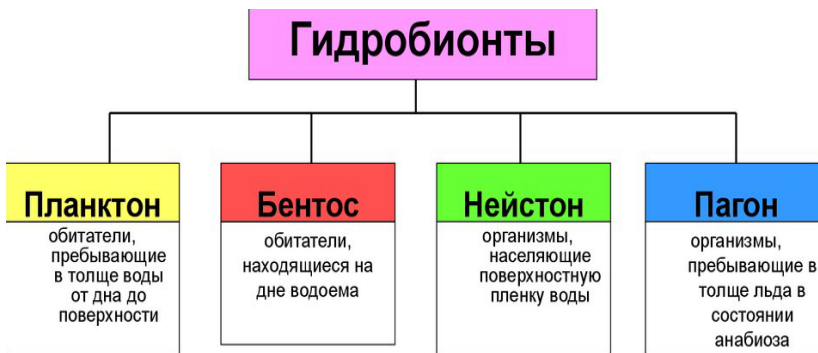 Гидробионты
Планктон
обитатели,
пребывающие
в толще воды
от дна до
поверхности
Бентос
обитатели,
находящиеся на
дне водоема
Нейстон
организмы,
населяющие
поверхностную
пленку воды
Пагон
организмы,
пребывающие в
толще льда в
состоянии
анабиоза